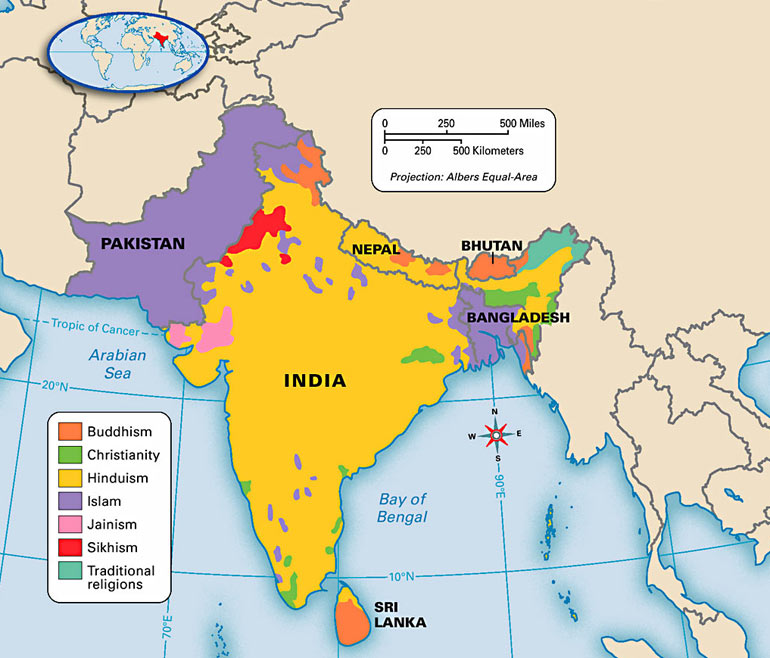 0 250 500 Miles
0 250 500 Kilometers
Projection: Albers Equal-Area
PAKISTAN
NEPAL
BHUTAN
BANGLADESH
Tropic of Cancer
Arabian
Sea
INDIA
20°N
N
W E
S
90°E
Buddhism
Christianity
Hinduism
Islam
Jainism
Sikhism
Traditional
religions
Bay of
Bengal
10°N
SRI
LANKA
70°E